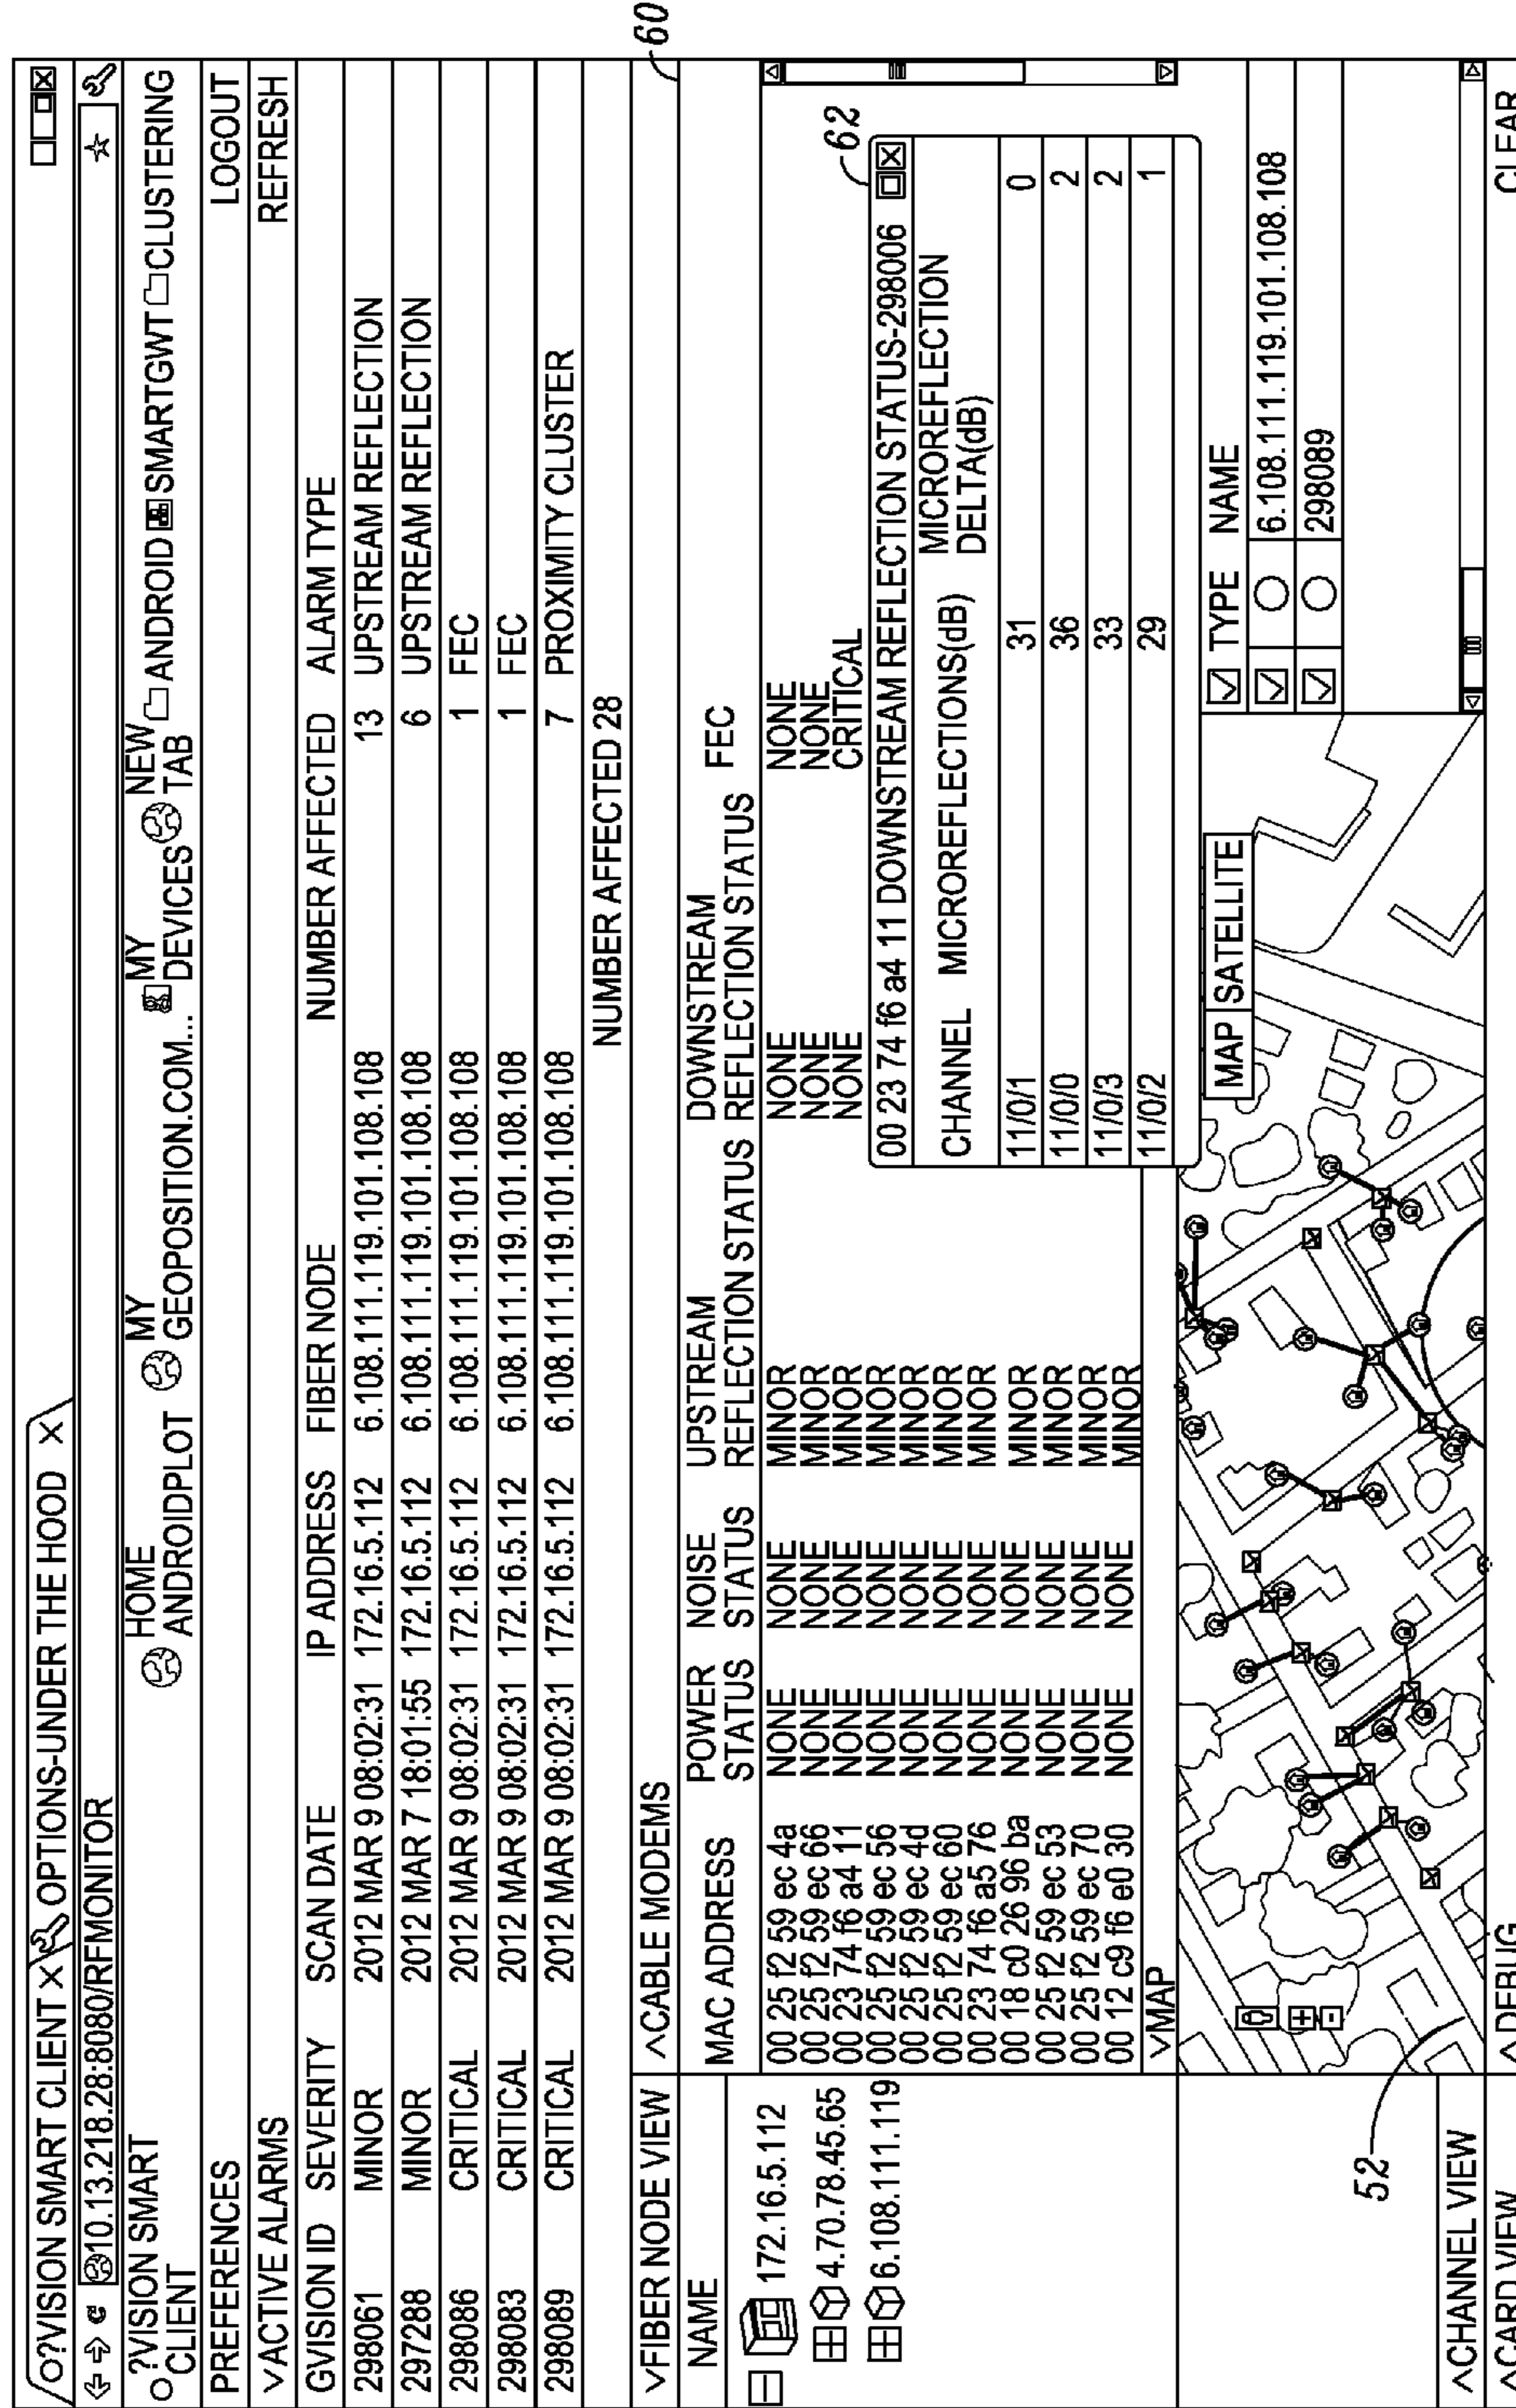 O?VISION SMART CLIENT X OPTIONS-UNDER THE HOOD X
10.13.218.28:8080/RFMONITOR
?VISION SMART CLIENT HOME ANDROIDPLOT MY GEOPOSITION.COM... MY DEVICES NEW TAB ANDROID SMARTGWT CLUSTERING
PREFERENCES LOGOUT
ACTIVE ALARMS REFRESH
GVISION ID SEVERITY SCAN DATE IP ADDRESS FIBER NODE NUMBER AFFECTED ALARM TYPE
298061 MINOR 2012 MAR 9 08:02:31 172.16.5.112 6.108.111.119.101.108.108 13 UPSTREAM REFLECTION
297288 MINOR 2012 MAR 7 18:01:55 172.16.5.112 6.108.111.119.101.108.108 6 UPSTREAM REFLECTION
298086 CRITICAL 2012 MAR 9 08:02:31 172.16.5.112 6.108.111.119.101.108.108 1 FEC
298083 CRITICAL 2012 MAR 9 08:02:31 172.16.5.112 6.108.111.119.101.108.108 1 FEC
298089 CRITICAL 2012 MAR 9 08:02:31 172.16.5.112 6.108.111.119.101.108.108 7 PROXIMITY CLUSTER
NUMBER AFFECTED 28
FIBER NODE VIEW
NAME
172.16.5.112
4.70.78.45.65
6.108.111.119
CABLE MODEMS
60
MAC ADDRESS POWER STATUS NOISE STATUS UPSTREAM REFLECTION STATUS DOWNSTREAM REFLECTION STATUS FEC
00 25 f2 59 ec 4a NONE NONE MINOR NONE NONE
00 25 f2 59 ec 66 NONE NONE MINOR NONE NONE
00 23 74 f6 a4 11 NONE NONE MINOR NONE CRITICAL
00 25 f2 59 ec 56 NONE NONE MINOR
00 25 f2 59 ec 4d NONE NONE MINOR
00 25 f2 59 ec 60 NONE NONE MINOR
00 23 74 f6 a5 76 NONE NONE MINOR
00 18 c0 26 96 ba NONE NONE MINOR
00 25 f2 59 ec 53 NONE NONE MINOR
00 25 f2 59 ec 70 NONE NONE MINOR
00 12 c9 f6 e0 30 NONE NONE MINOR
62
00 23 74 f6 a4 11 DOWNSTREAM REFLECTION STATUS-298006
CHANNEL MICROREFLECTIONS(dB) MICROREFLECTION DELTA(dB)
11/0/1 31 0
11/0/0 36 2
11/0/3 33 2
11/0/2 29 1
MAP
MAP SATELLITE
TYPE NAME
6.108.111.119.101.108.108
298089
52
CHANNEL VIEW
CARD VIEW
DEBUG CLEAR